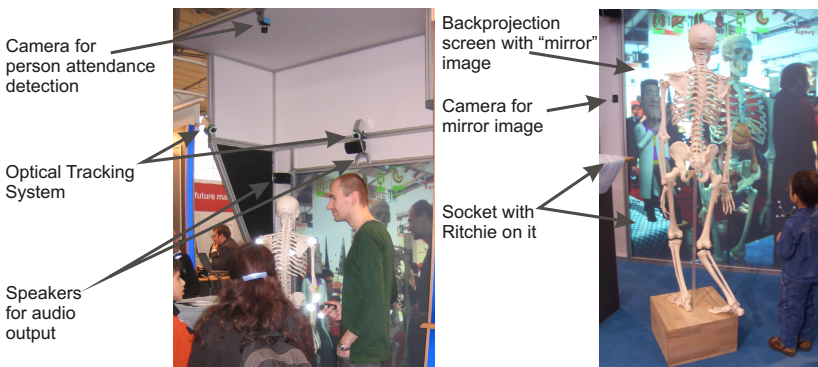 Camera for
person attendance
detection
Optical Tracking
System
Speakers
for audio
output
future ma
Backprojection
screen with “mirror”
image
Camera for
mirror image
Socket with
Ritchie on it
Augsburg